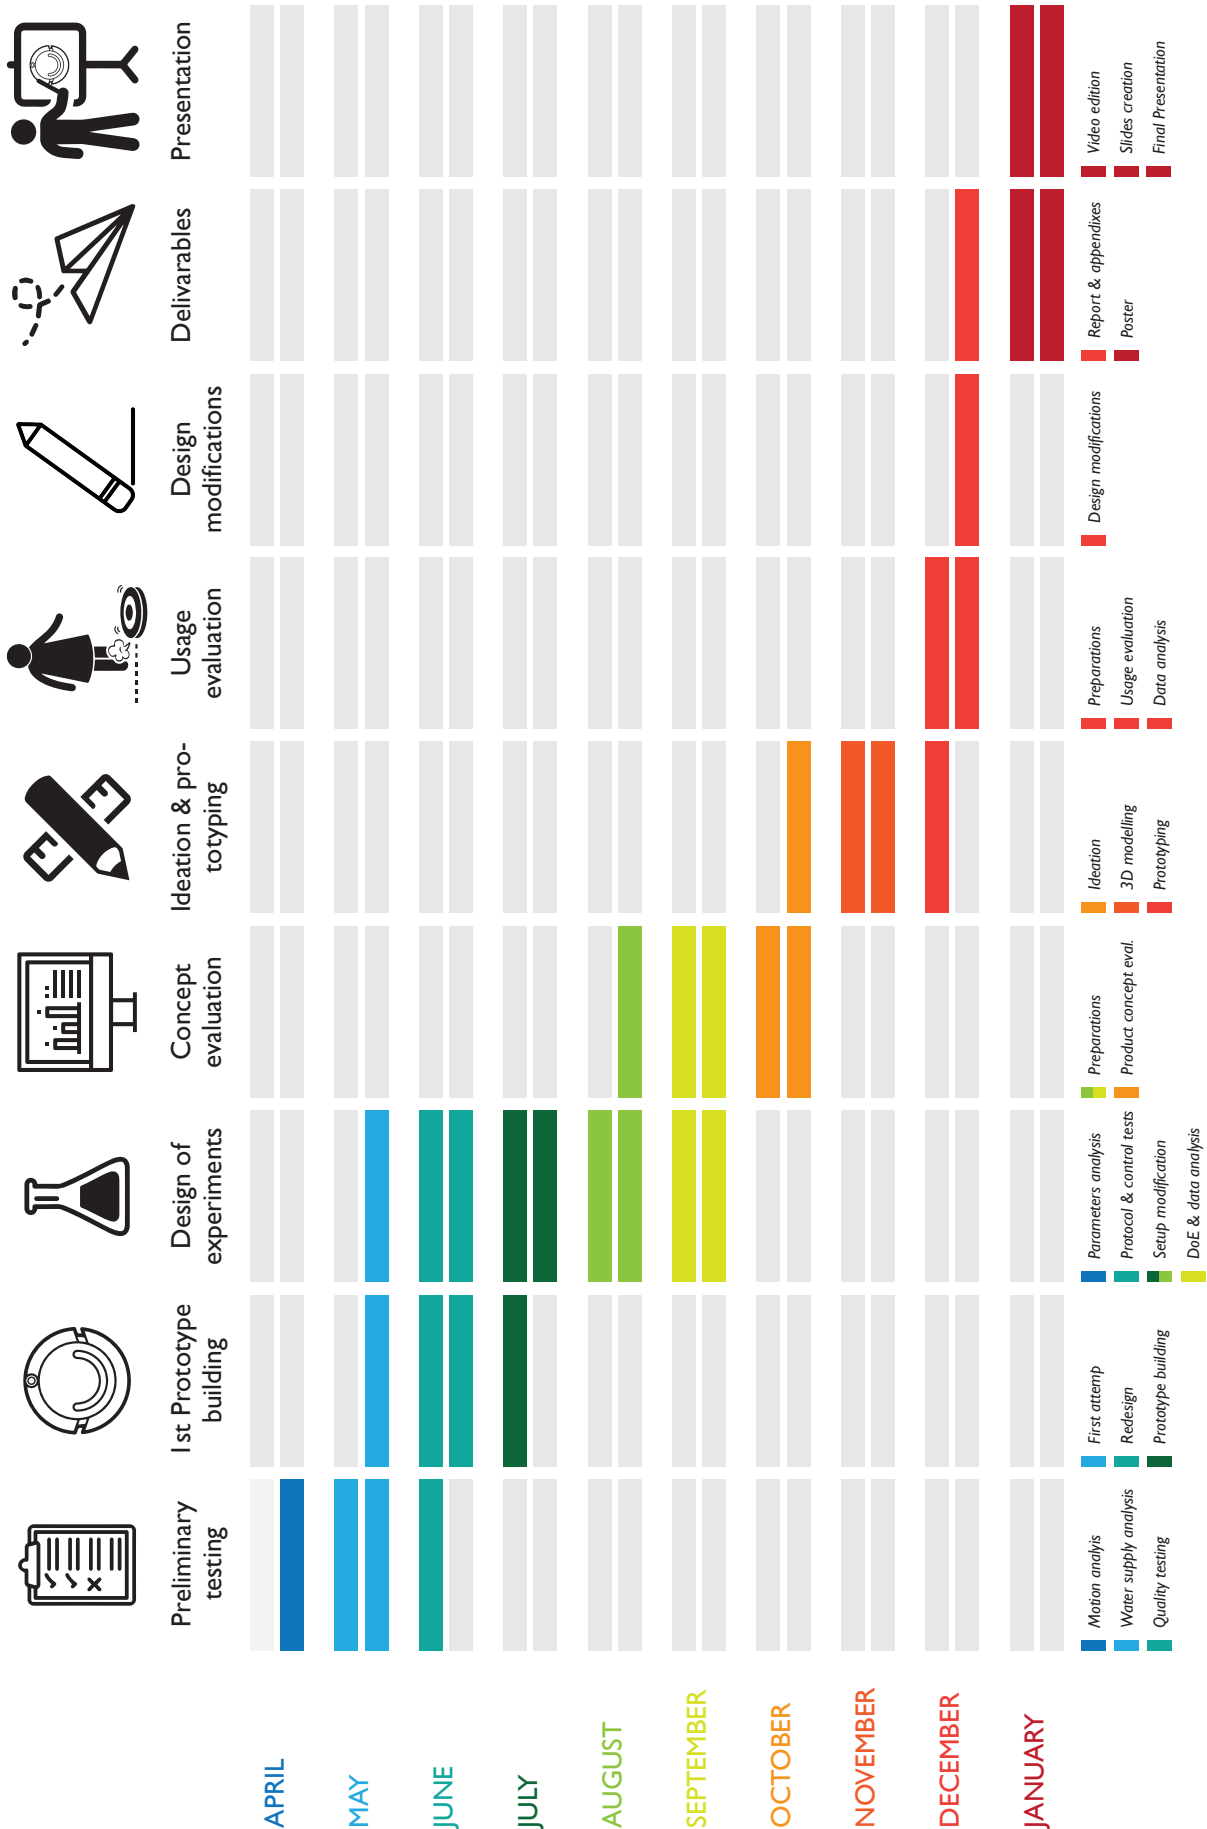 Preliminary
testing
1st Prototype
building
Design of
experiments
Concept
evaluation
Ideation & pro-
totyping
Usage
evaluation
Design
modifications
Delivarables
Presentation
APRIL
MAY
JUNE
JULY
AUGUST
SEPTEMBER
OCTOBER
NOVEMBER
DECEMBER
JANUARY
Motion analyis
Water supply analysis
Quality testing
First attemp
Redesign
Prototype building
Parameters analysis
Protocol & control tests
Setup modification
DoE & data analysis
Preparations
Product concept eval.
Ideation
3D modelling
Prototyping
Preparations
Usage evaluation
Data analysis
Design modifications
Report & appendixes
Poster
Video edition
Slides creation
Final Presentation